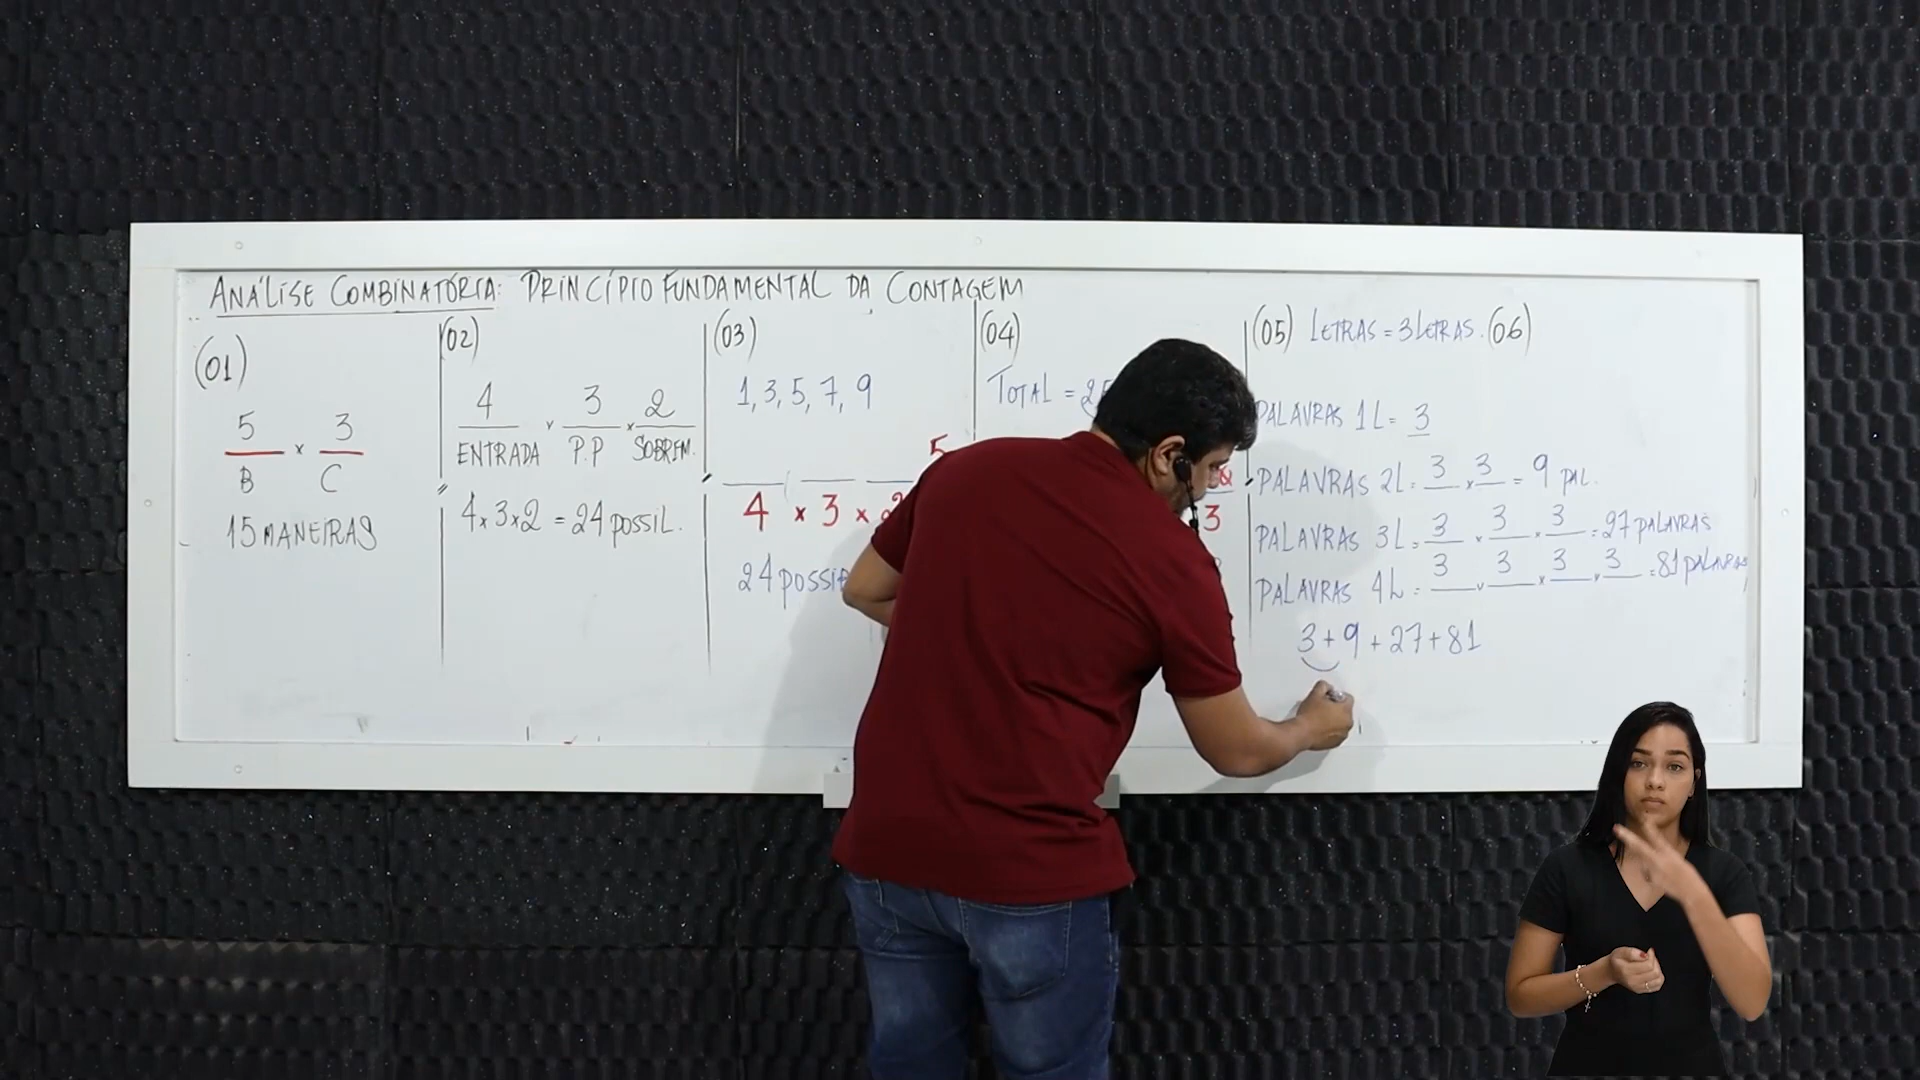 ANÁLISE COMBINATÓRIA: PRINCÍPIO FUNDAMENTAL DA CONTAGEM
(01)
5 x 3
B C
15 MANEIRAS
(02)
4 x 3 x 2
ENTRADA P.P SOBREM.
4x3x2 = 24 POSSIL.
(03)
1, 3, 5, 7, 9
5
4 x 3 x
24
(04)
TOTAL =
3
(05) LETRAS = 3 LETRAS. (06)
PALAVRAS 1L = 3
PALAVRAS 2L = 3 x 3 = 9 PAL.
PALAVRAS 3L = 3 x 3 x 3 = 27 PALAVRAS
PALAVRAS 4L = 3 x 3 x 3 x 3 = 81 PALAVRAS
3 + 9 + 27 + 81